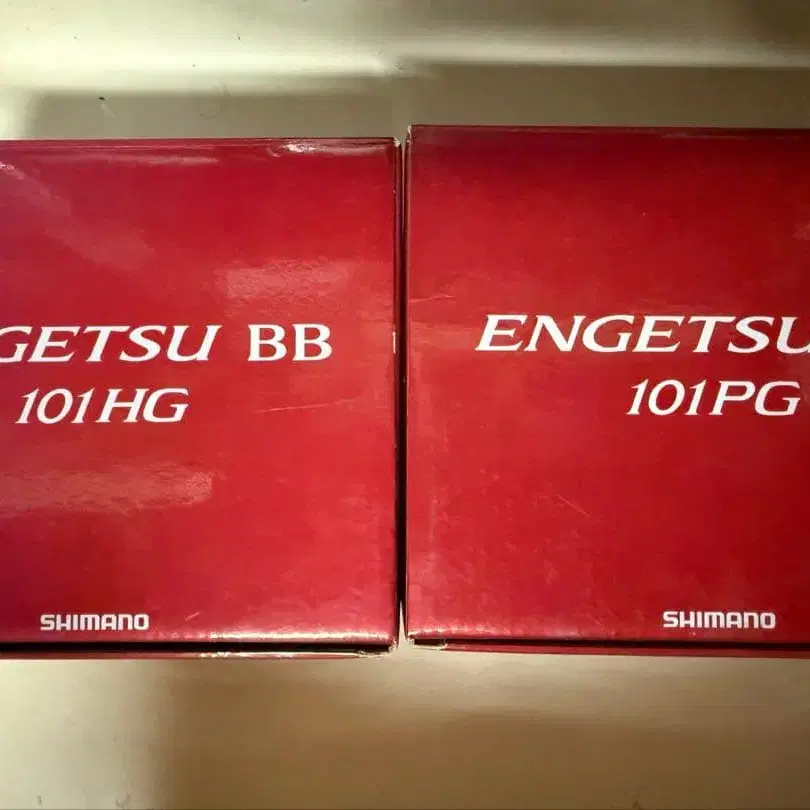 GETSU BB
101HG
SHIMANO
ENGETSU
101PG
SHIMANO